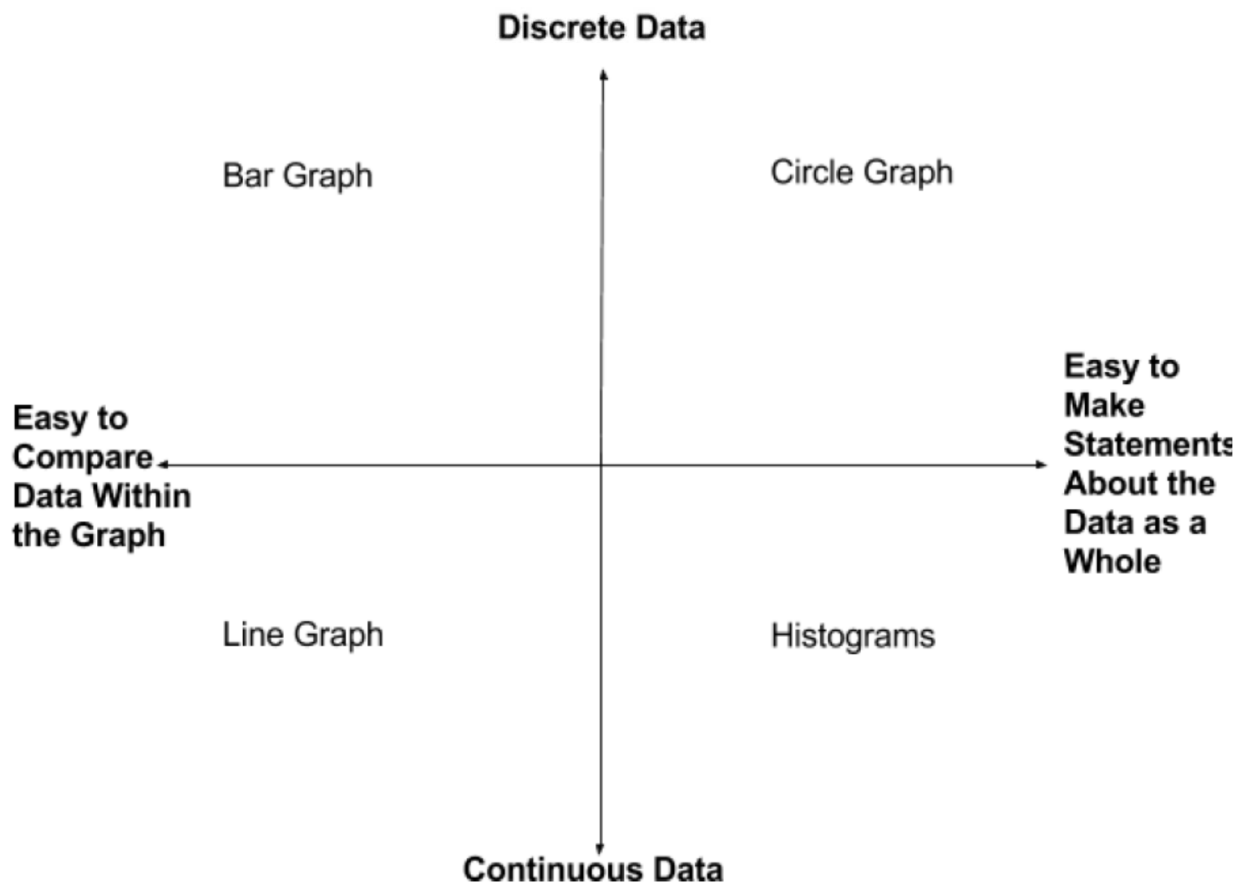 Discrete Data
Bar Graph
Circle Graph
Easy to
Compare
Data Within
the Graph
Easy to
Make
Statements
About the
Data as a
Whole
Line Graph
Histograms
Continuous Data